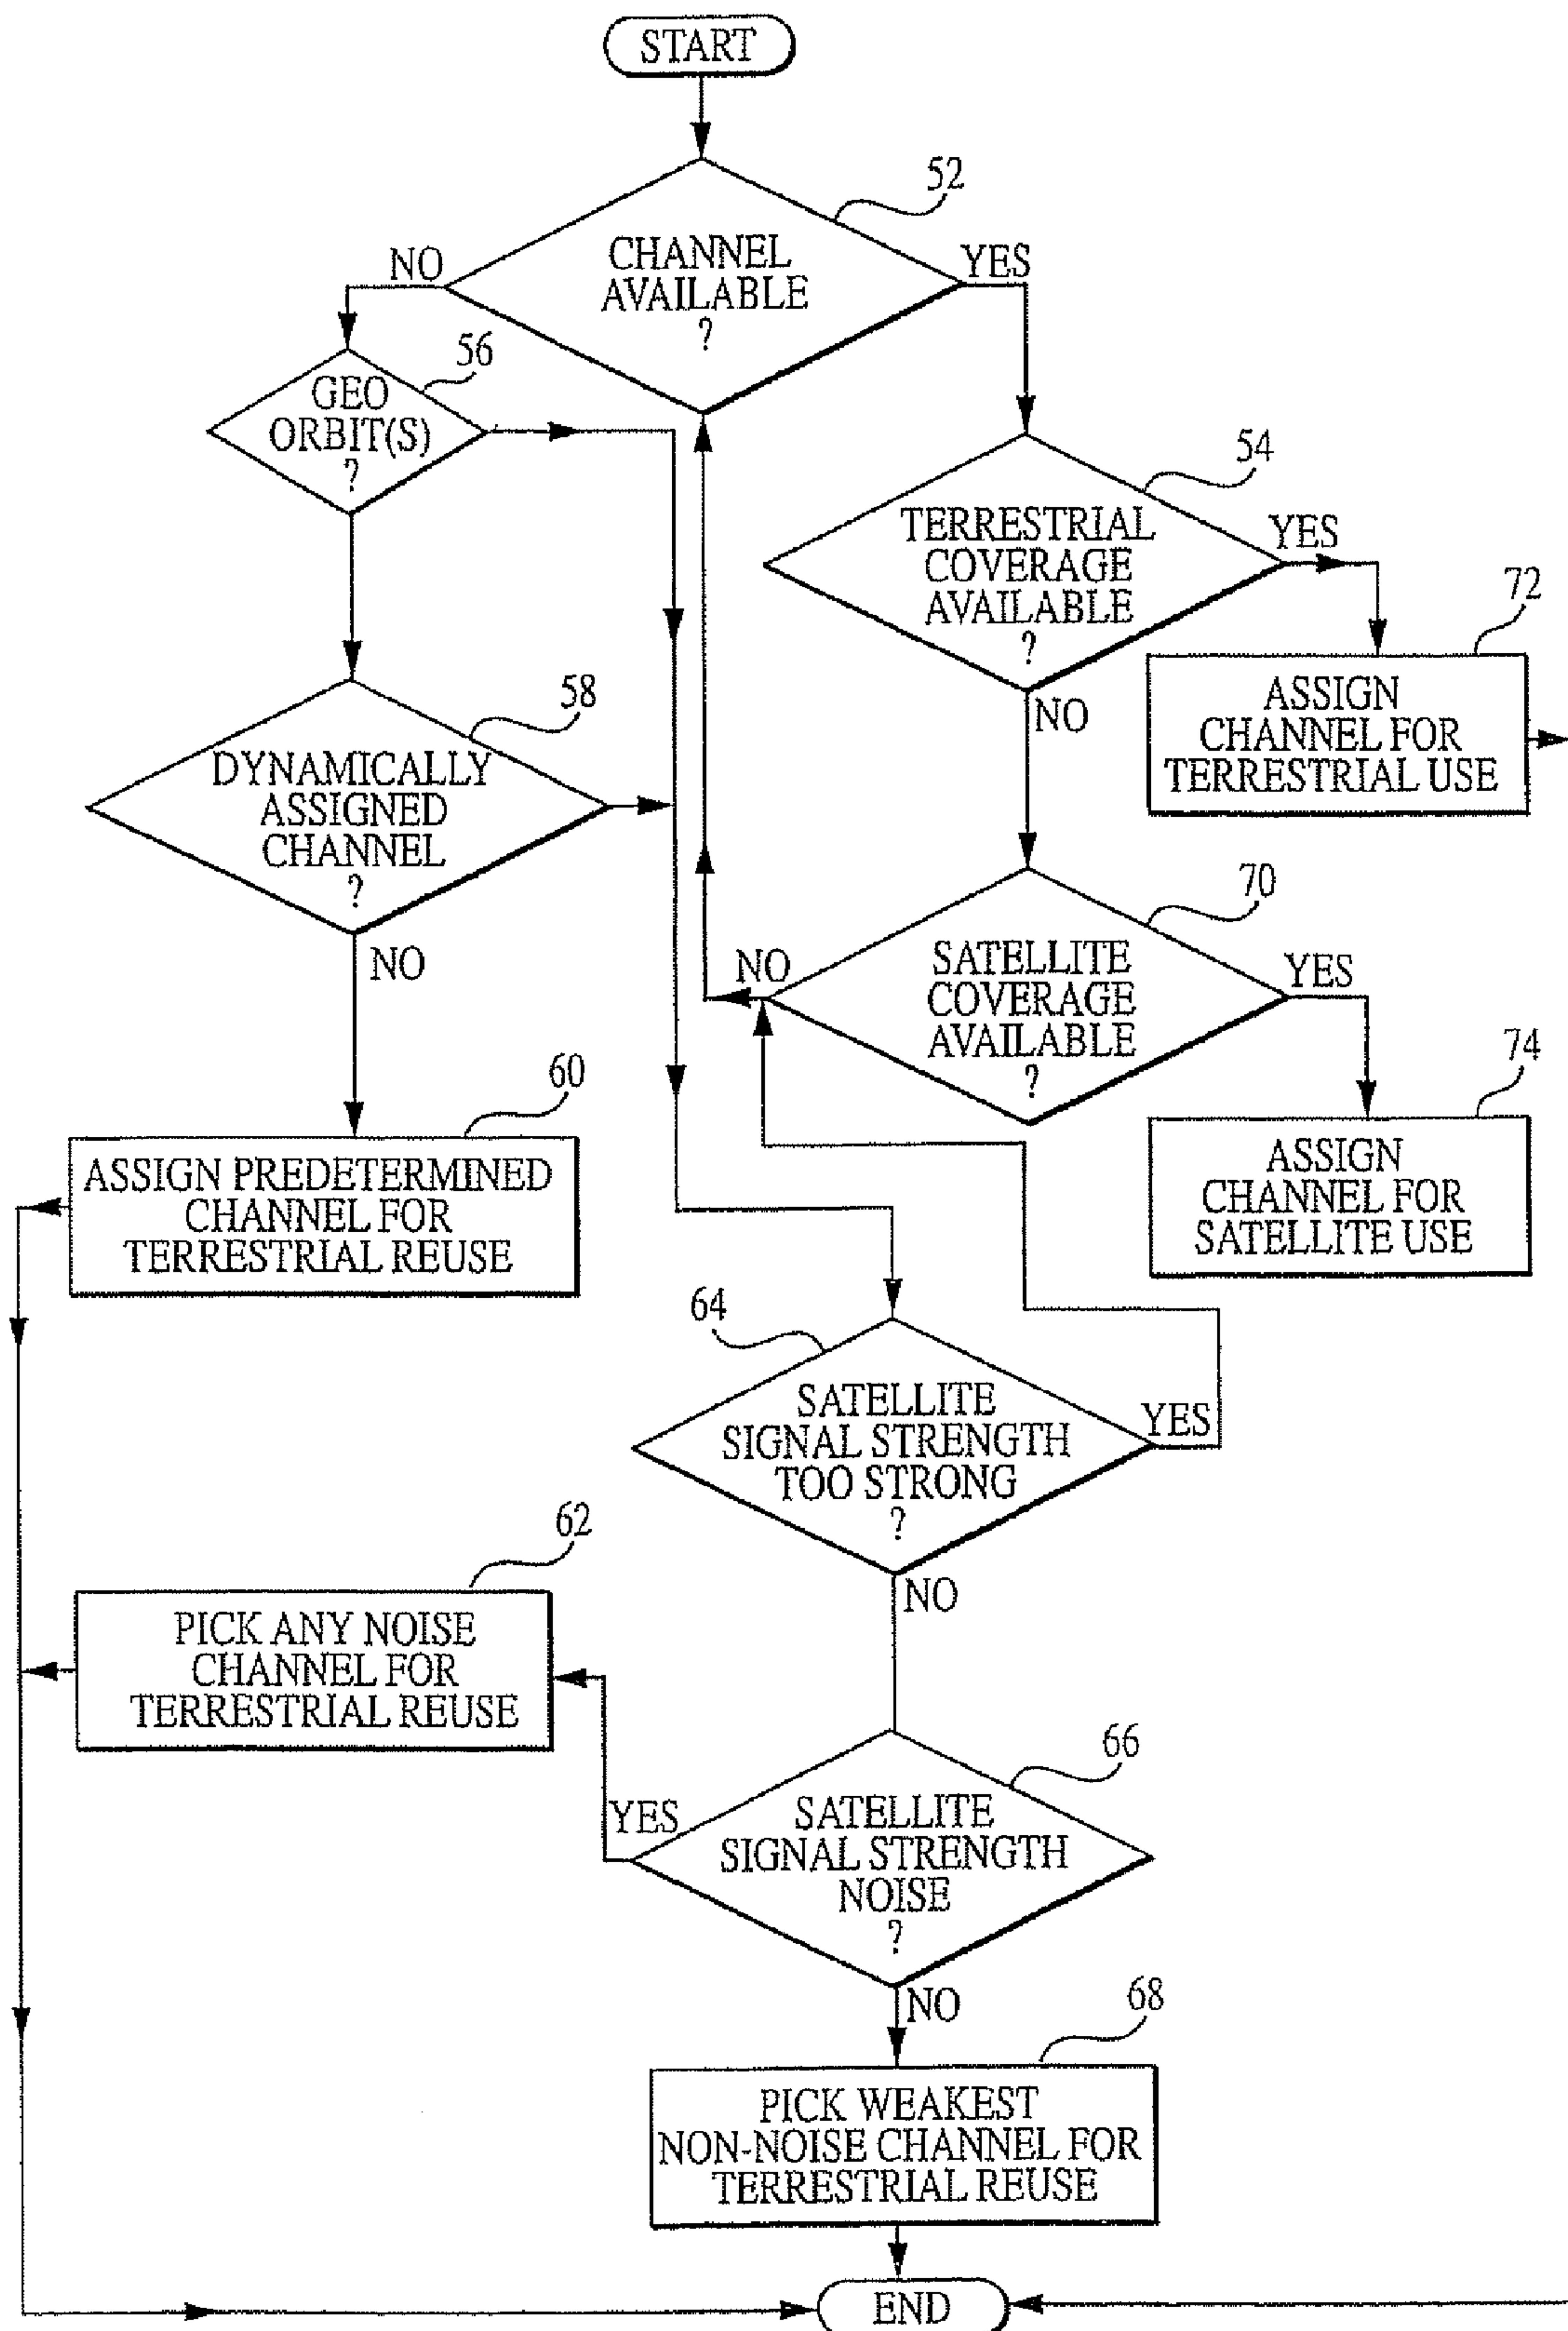 START
52
CHANNEL
AVAILABLE
?
NO
YES
56
GEO
ORBIT(S)
?
54
TERRESTRIAL
COVERAGE
AVAILABLE
?
YES
NO
72
ASSIGN
CHANNEL FOR
TERRESTRIAL USE
58
DYNAMICALLY
ASSIGNED
CHANNEL
?
NO
70
SATELLITE
COVERAGE
AVAILABLE
?
NO
YES
74
ASSIGN
CHANNEL FOR
SATELLITE USE
60
ASSIGN PREDETERMINED
CHANNEL FOR
TERRESTRIAL REUSE
64
SATELLITE
SIGNAL STRENGTH
TOO STRONG
?
YES
NO
62
PICK ANY NOISE
CHANNEL FOR
TERRESTRIAL REUSE
66
SATELLITE
SIGNAL STRENGTH
NOISE
?
YES
NO
68
PICK WEAKEST
NON-NOISE CHANNEL FOR
TERRESTRIAL REUSE
END